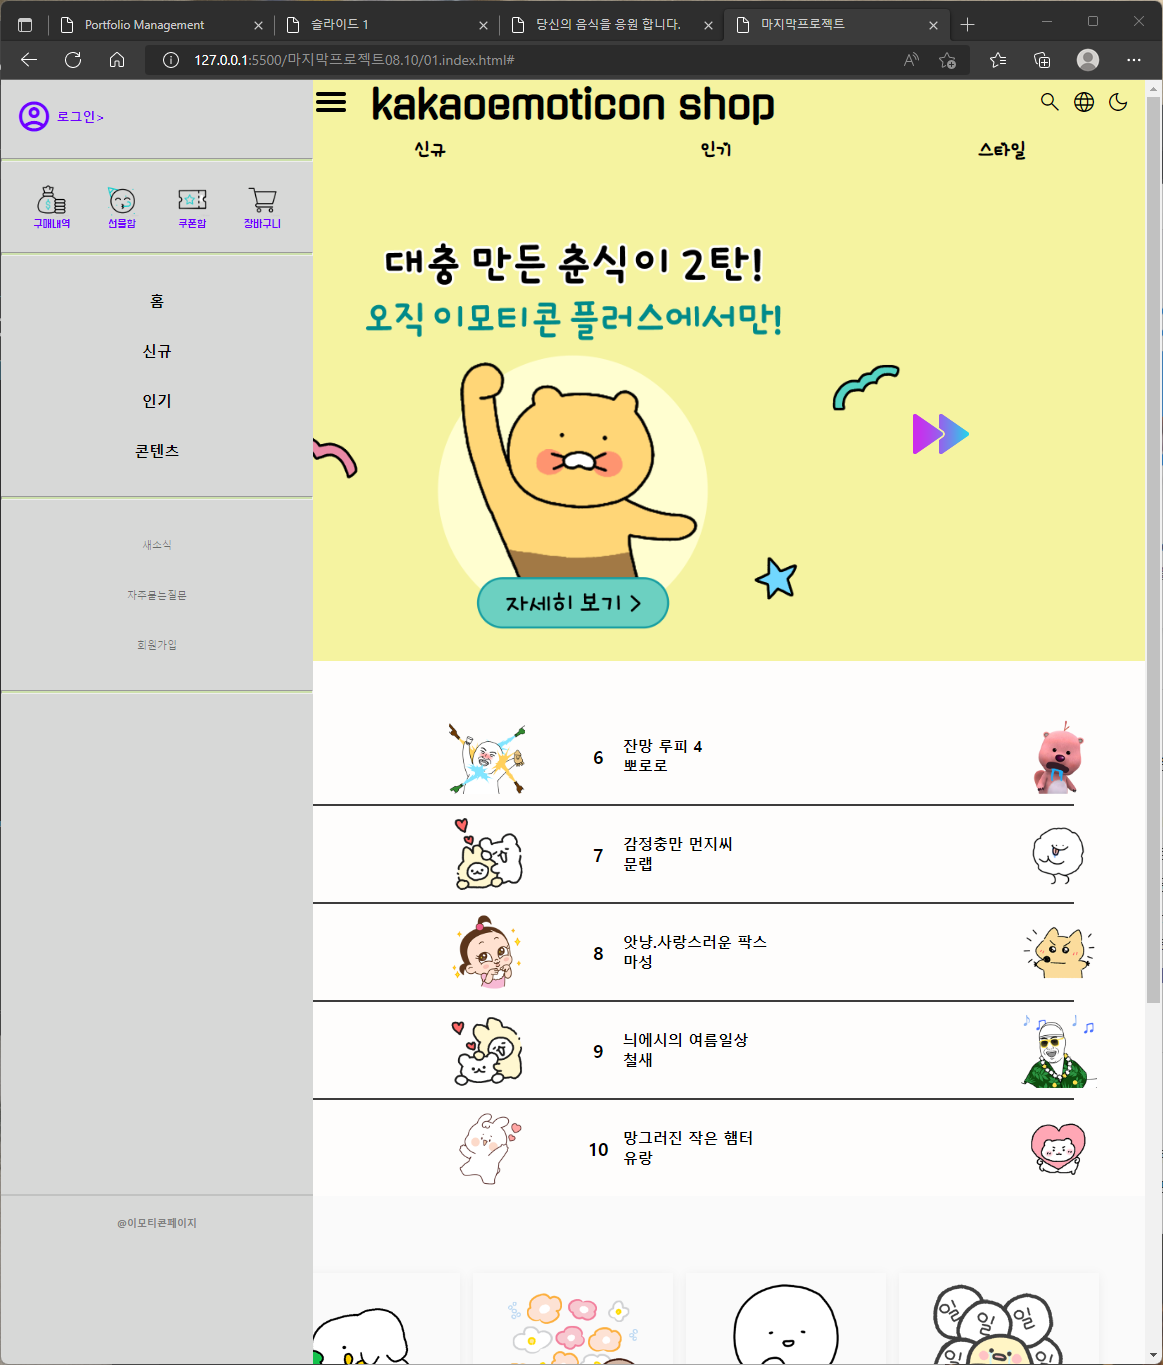 Portfolio Management
슬라이드 1
당신의 음식을 응원 합니다.
마지막프로젝트
127.0.0.1:5500/마지막프로젝트08.10/01.index.html#
로그인>
kakaoemoticon shop
신규
인기
스타일
구매내역
선물함
쿠폰함
장바구니
홈
신규
인기
콘텐츠
새소식
자주묻는질문
회원가입
@이모티콘페이지
대충 만든 춘식이 2탄!
오직 이모티콘 플러스에서만!
자세히 보기 >
6
잔망 루피 4
뽀로로
7
감정충만 먼지씨
문랩
8
앗냥.사랑스러운 팍스
마성
9
늬에시의 여름일상
철새
10
망그러진 작은 햄터
유랑
일
일
일
일
일